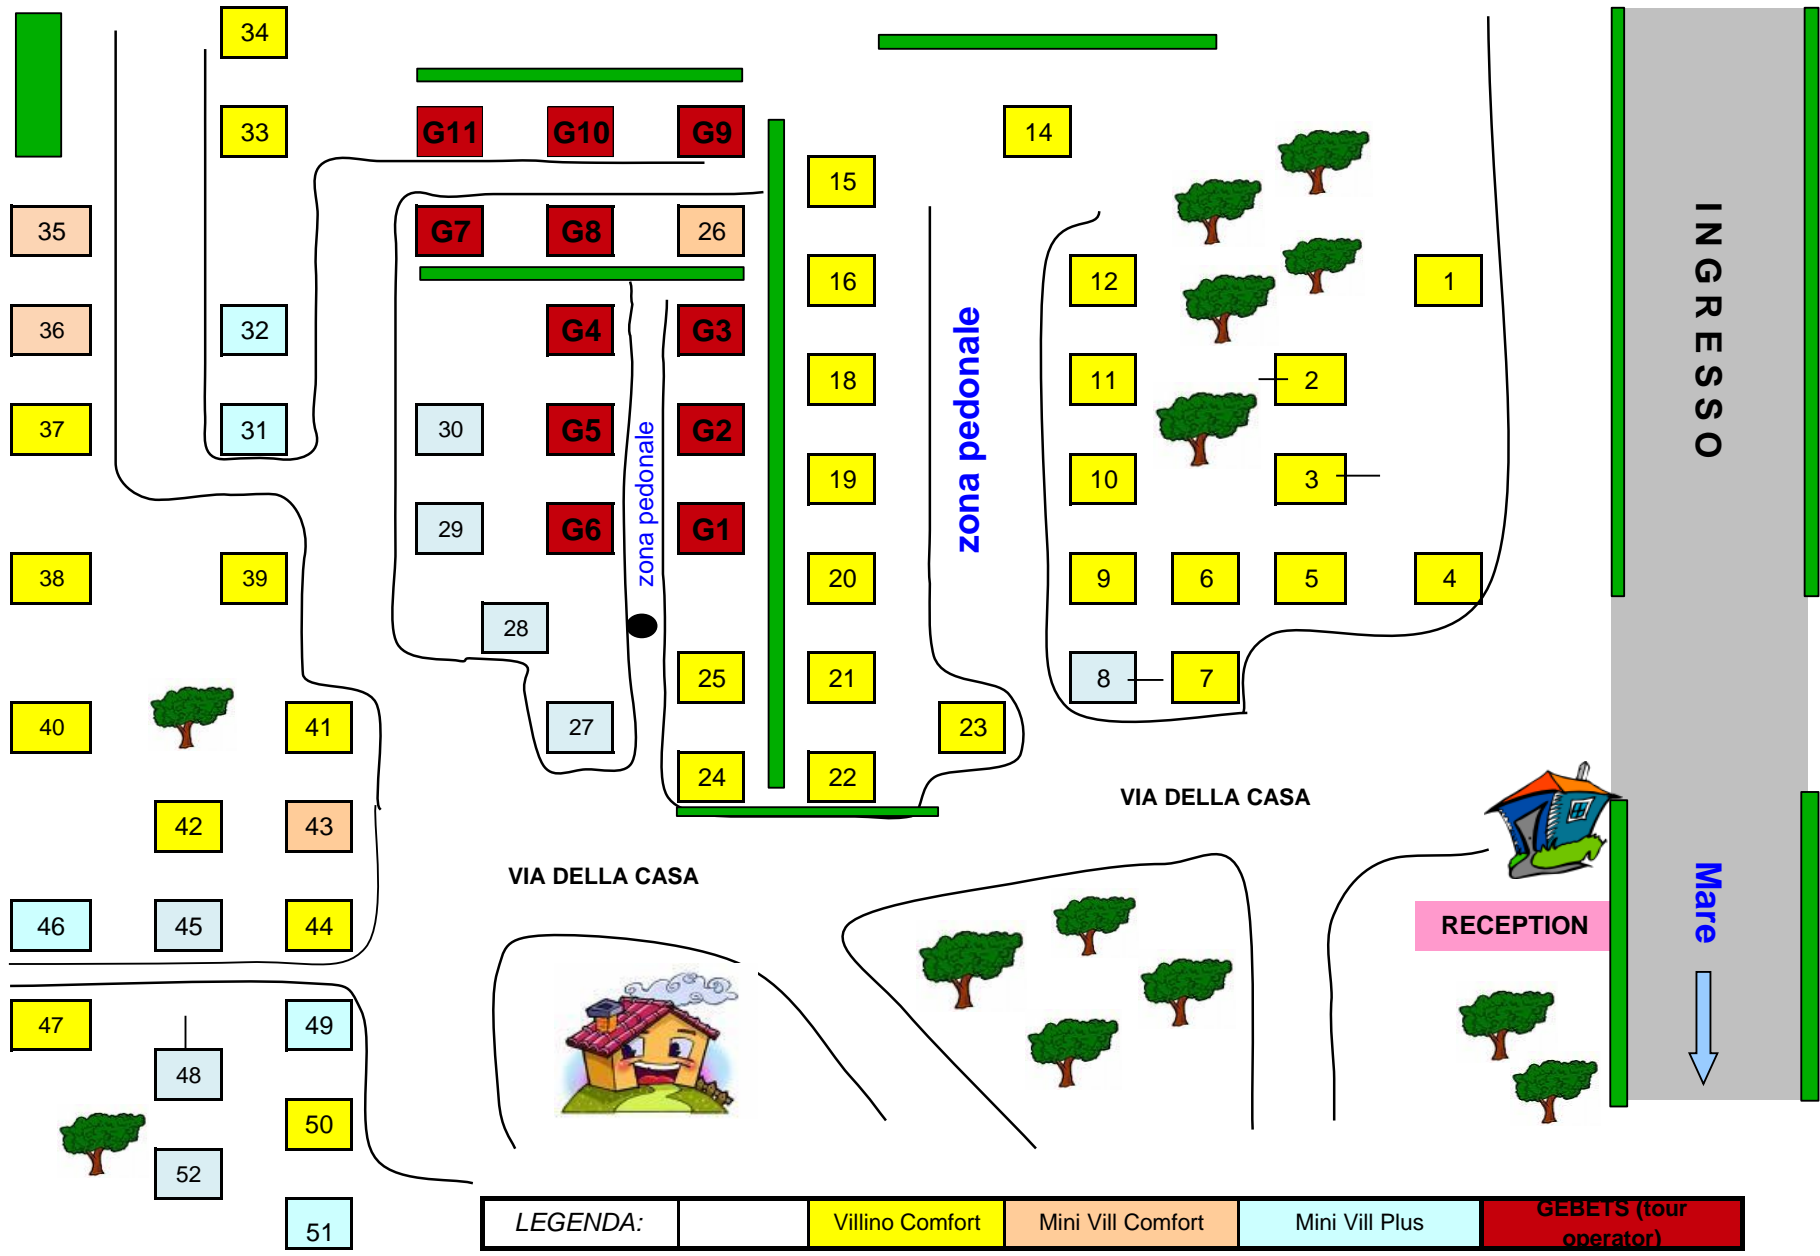 34
33
G11
G10
G9
14
15
35
G7
G8
26
16
12
1
36
32
G4
G3
18
11
2
37
31
30
G5
G2
19
10
3
29
G6
G1
38
39
20
9
6
5
4
28
25
21
8
7
40
41
27
23
24
22
42
43
46
45
44
47
49
48
50
52
51
zona pedonale
zona pedonale
INGRESSO
VIA DELLA CASA
VIA DELLA CASA
RECEPTION
Mare
LEGENDA:
Villino Comfort
Mini Vill Comfort
Mini Vill Plus
GEBETS (tour
operator)